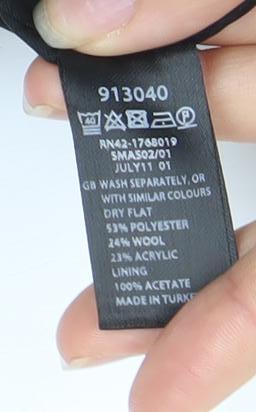 913040
40 P
RN42-1768019
SMAS02/01
JULY11 01
GB WASH SEPARATELY, OR
WITH SIMILAR COLOURS
DRY FLAT
53% POLYESTER
24% WOOL
23% ACRYLIC
LINING
100% ACETATE
MADE IN TURKE